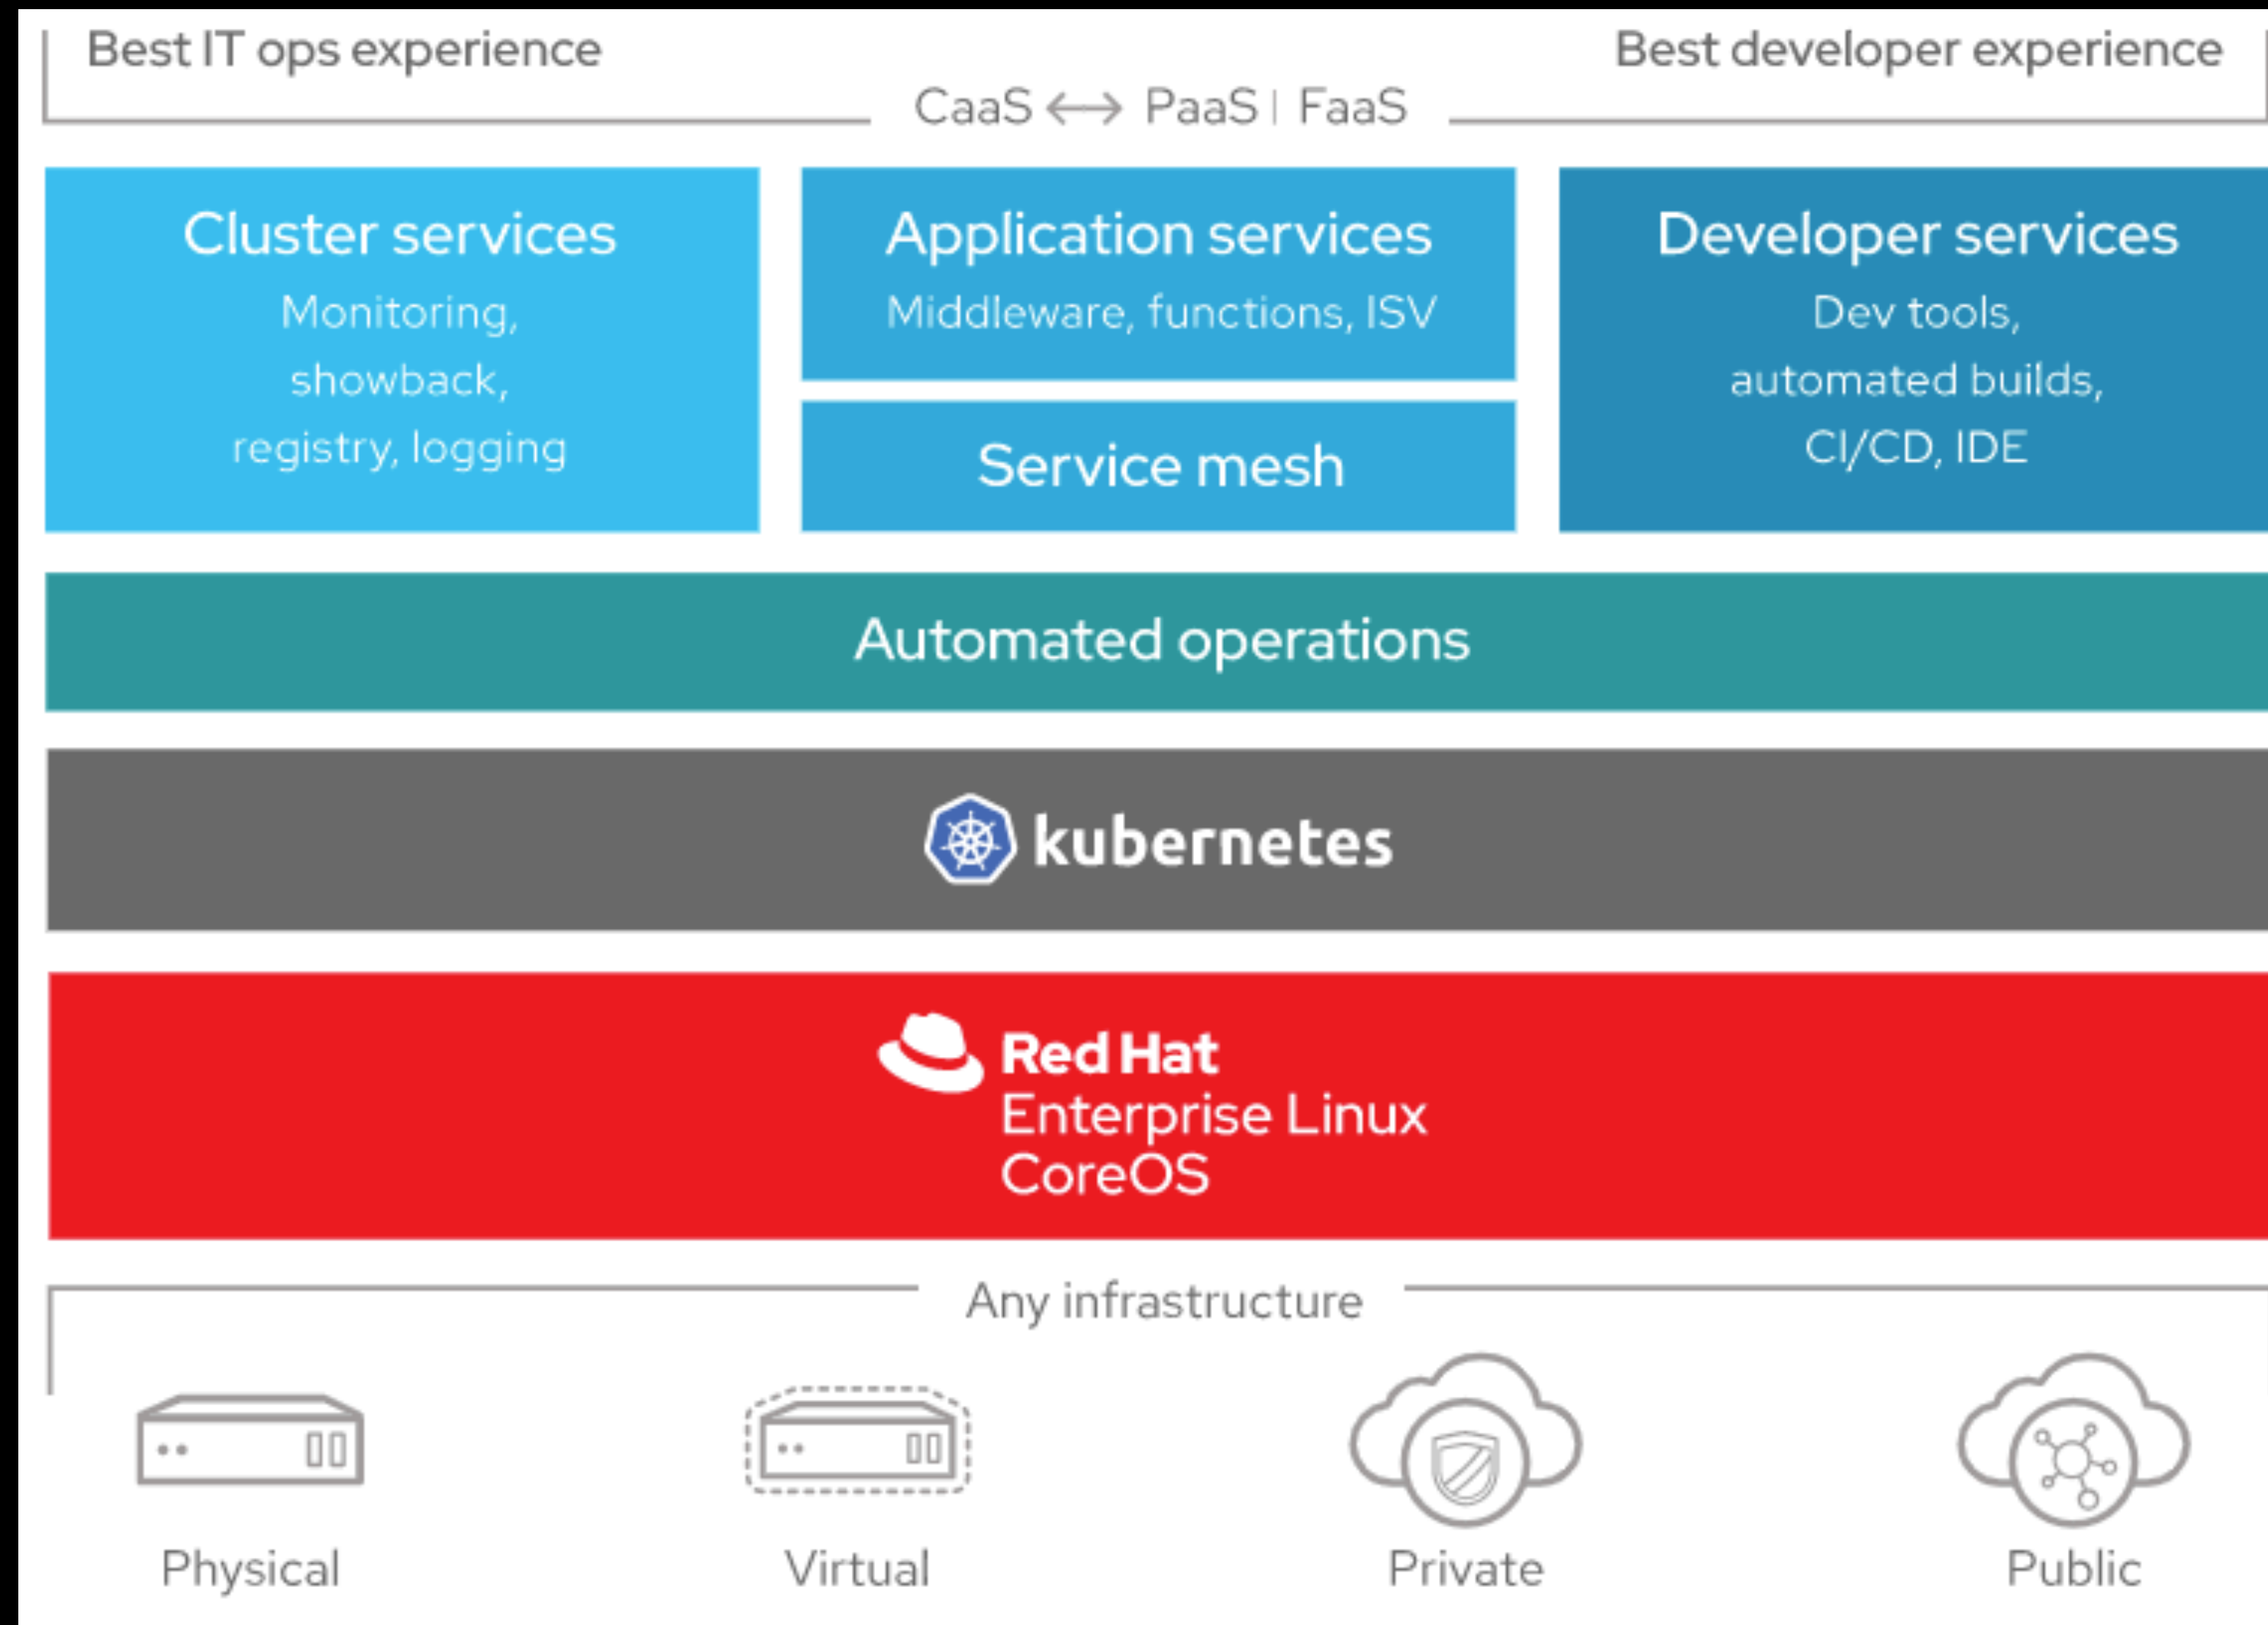 Best IT ops experience
Best developer experience
CaaS ↔ PaaS | FaaS
Cluster services
Monitoring,
showback,
registry, logging
Application services
Middleware, functions, ISV
Service mesh
Developer services
Dev tools,
automated builds,
CI/CD, IDE
Automated operations
kubernetes
Red Hat
Enterprise Linux
CoreOS
Any infrastructure
Physical
Virtual
Private
Public